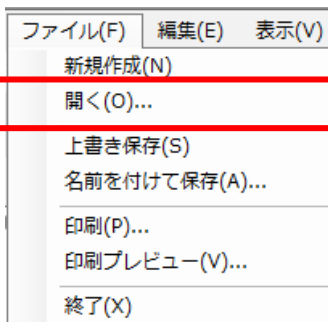 ファイル(F) 編集(E) 表示(V)
新規作成(N)
開く(O)...
上書き保存(S)
名前を付けて保存(A)...
印刷(P)...
印刷プレビュー(V)...
終了(X)